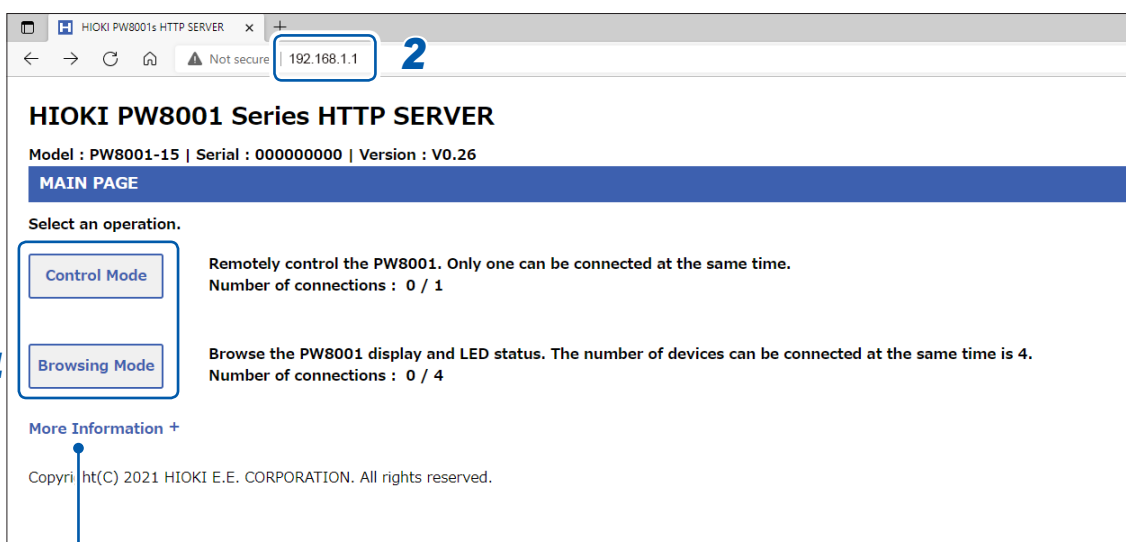 HIOKI PW8001s HTTP SERVER
Not secure | 192.168.1.1
2
HIOKI PW8001 Series HTTP SERVER
Model : PW8001-15 | Serial : 000000000 | Version : V0.26
MAIN PAGE
Select an operation.
Control Mode
Remotely control the PW8001. Only one can be connected at the same time.
Number of connections : 0 / 1
Browsing Mode
Browse the PW8001 display and LED status. The number of devices can be connected at the same time is 4.
Number of connections : 0 / 4
More Information +
Copyright(C) 2021 HIOKI E.E. CORPORATION. All rights reserved.